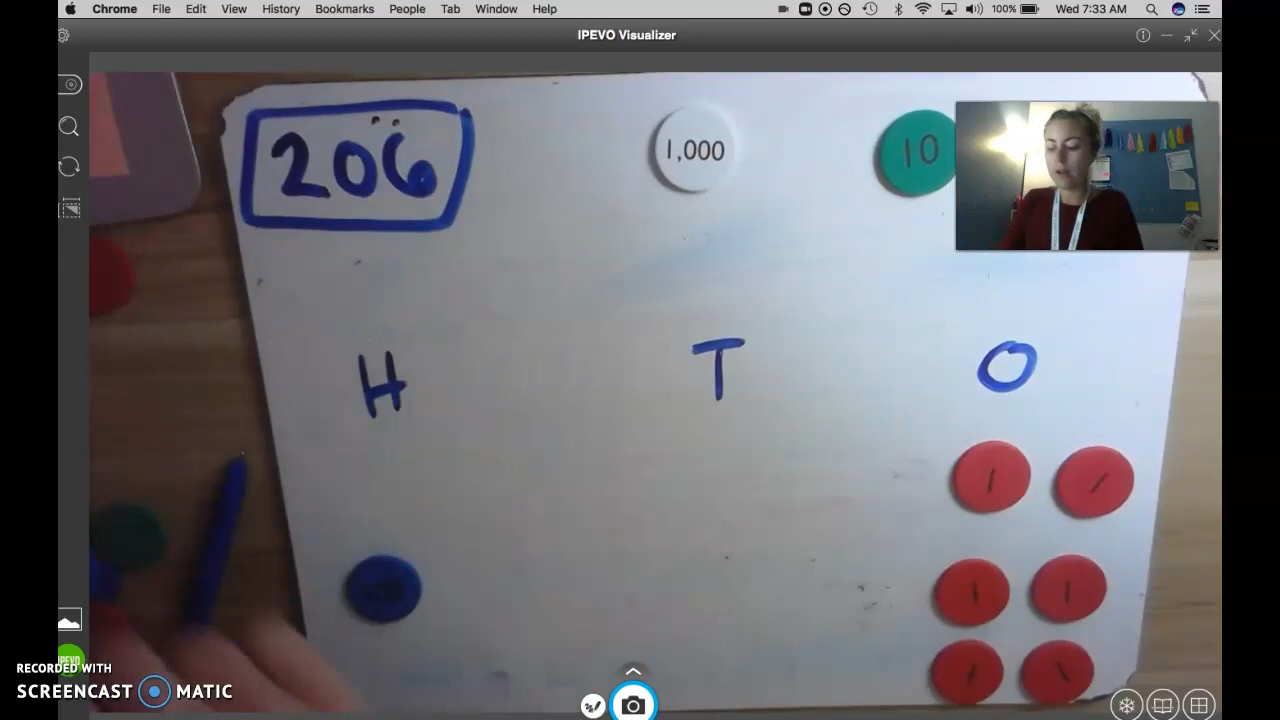 Chrome File Edit View History Bookmarks People Tab Window Help 100% Wed 7:33 AM
IPEVO Visualizer
206
1,000
10
H T O
1 1
1 1
1 1
IPEVO
RECORDED WITH
SCREENCAST MATIC